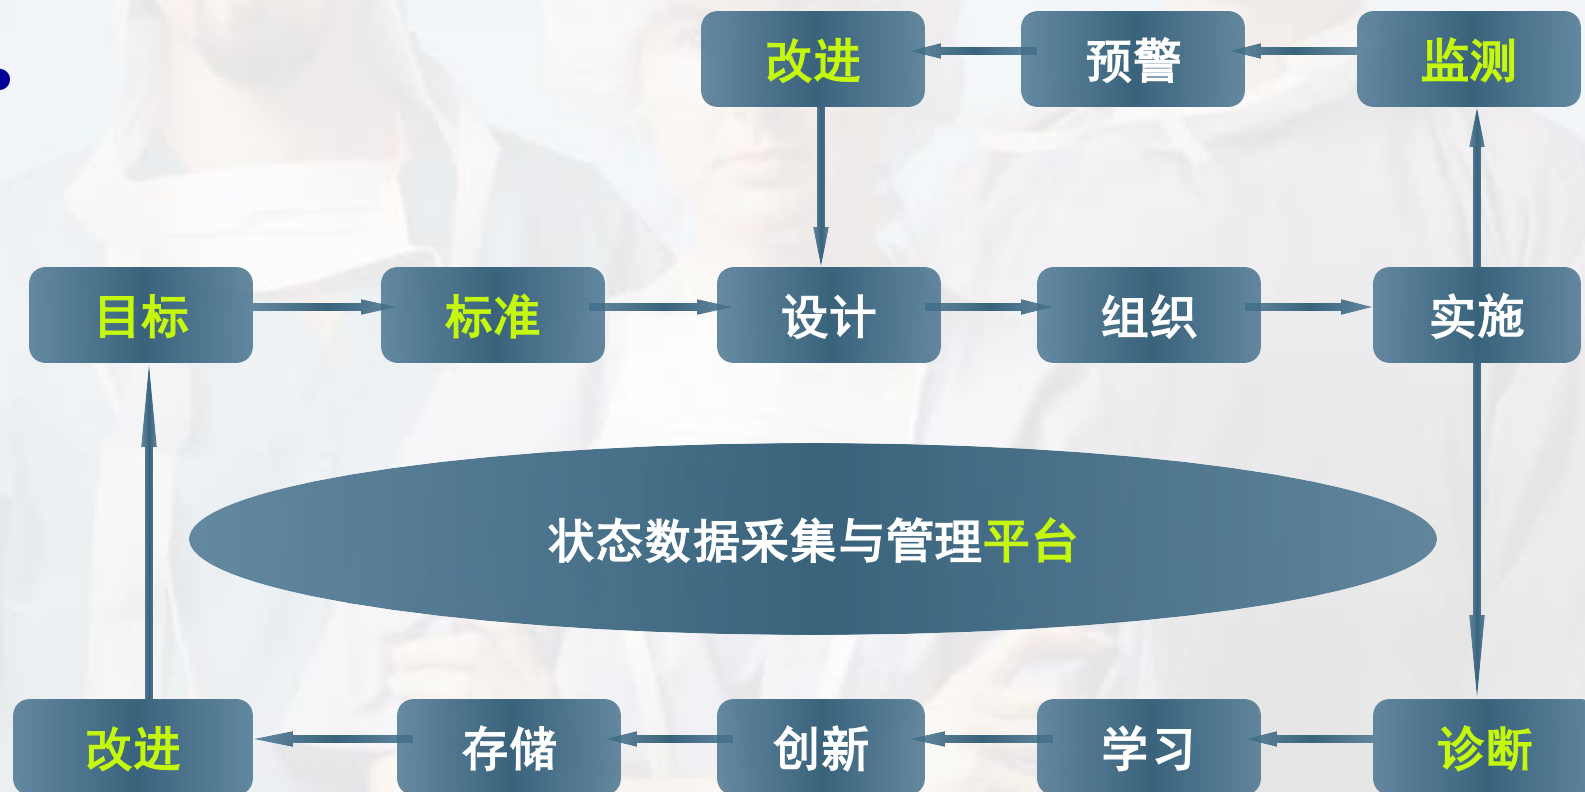 改进 预警 监测
目标 标准 设计 组织 实施
状态数据采集与管理平台
改进 存储 创新 学习 诊断